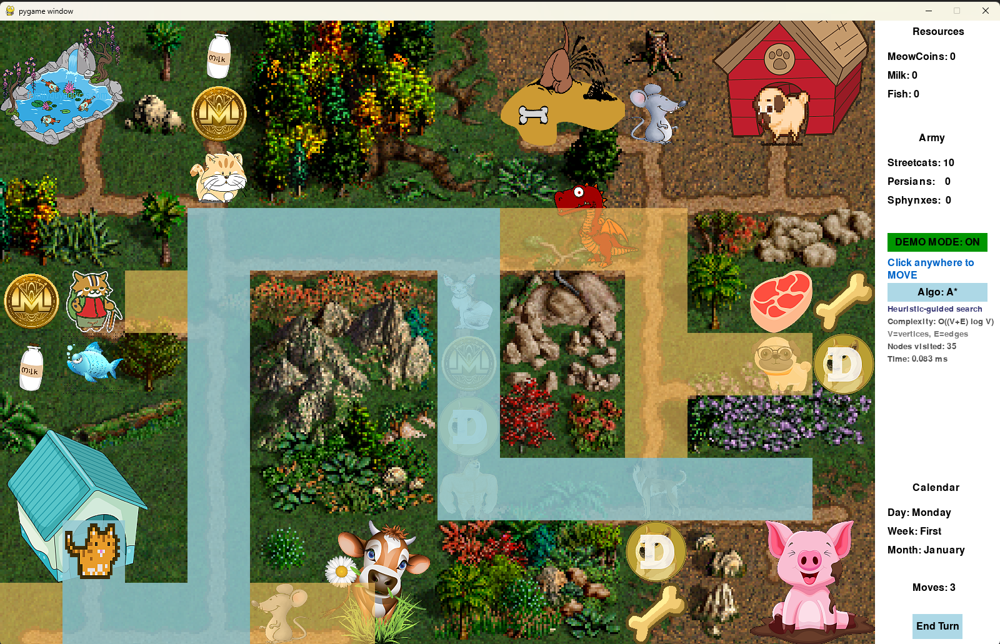 pygame window
Resources
MeowCoins: 0
Milk: 0
Fish: 0
Army
Streetcats: 10
Persians: 0
Sphynxes: 0
DEMO MODE: ON
Click anywhere to
MOVE
Algo: A*
Heuristic-guided search
Complexity: O((V+E) log V)
V=vertices, E=edges
Nodes visited: 35
Time: 0.083 ms
Calendar
Day: Monday
Week: First
Month: January
Moves: 3
End Turn
Milk
M
M
Milk
M
D
D
D